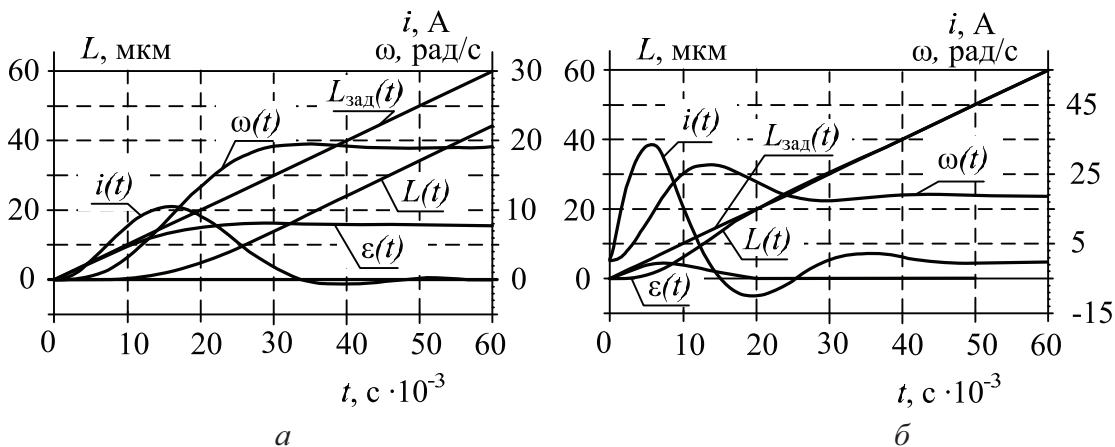 i, А
L, мкм
ω, рад/с
60
40
20
0
30
20
10
0
Lзад(t)
ω(t)
i(t)
L(t)
ε(t)
0 10 20 30 40 50 60
t, с ·10⁻³
а
i, А
L, мкм
ω, рад/с
60
40
20
0
45
25
5
-15
i(t)
Lзад(t)
ω(t)
L(t)
ε(t)
0 10 20 30 40 50 60
t, с ·10⁻³
б